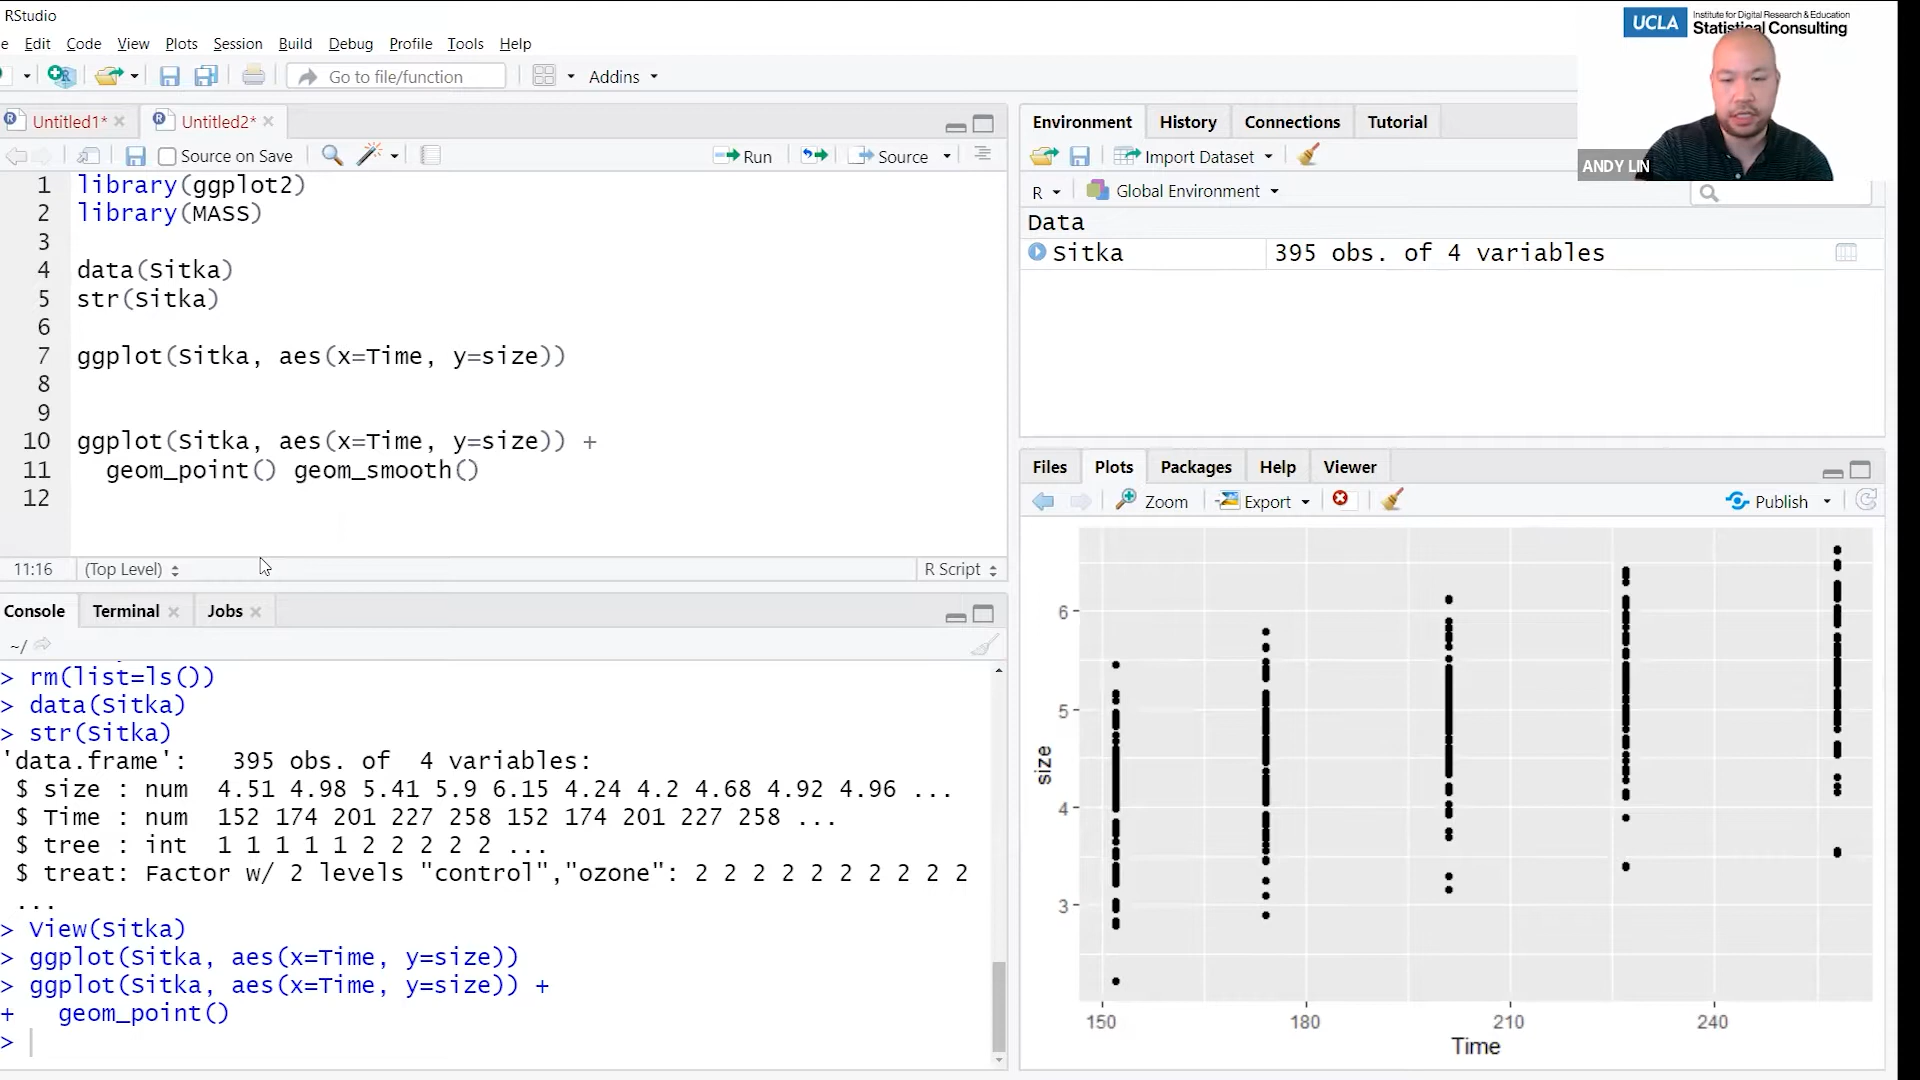 RStudio
e Edit Code View Plots Session Build Debug Profile Tools Help
Go to file/function Addins
UCLA Institute for Digital Research & Education
Statistical Consulting
ANDY LIN
Untitled1* Untitled2*
Source on Save Run Source
1 library(ggplot2)
2 library(MASS)
3
4 data(Sitka)
5 str(Sitka)
6
7 ggplot(Sitka, aes(x=Time, y=size))
8
9
10 ggplot(Sitka, aes(x=Time, y=size)) +
11 geom_point() geom_smooth()
12
11:16 (Top Level) R Script
Console Terminal Jobs
~/
> rm(list=ls())
> data(Sitka)
> str(Sitka)
'data.frame': 395 obs. of 4 variables:
$ size : num 4.51 4.98 5.41 5.9 6.15 4.24 4.2 4.68 4.92 4.96 ...
$ Time : num 152 174 201 227 258 152 174 201 227 258 ...
$ tree : int 1 1 1 1 1 2 2 2 2 2 ...
$ treat: Factor w/ 2 levels "control","ozone": 2 2 2 2 2 2 2 2 2 2
...
> View(Sitka)
> ggplot(Sitka, aes(x=Time, y=size))
> ggplot(Sitka, aes(x=Time, y=size)) +
+ geom_point()
>
Environment History Connections Tutorial
Import Dataset
R Global Environment
Data
Sitka 395 obs. of 4 variables
Files Plots Packages Help Viewer
Zoom Export Publish
6
5
4
3
size
150 180 210 240
Time